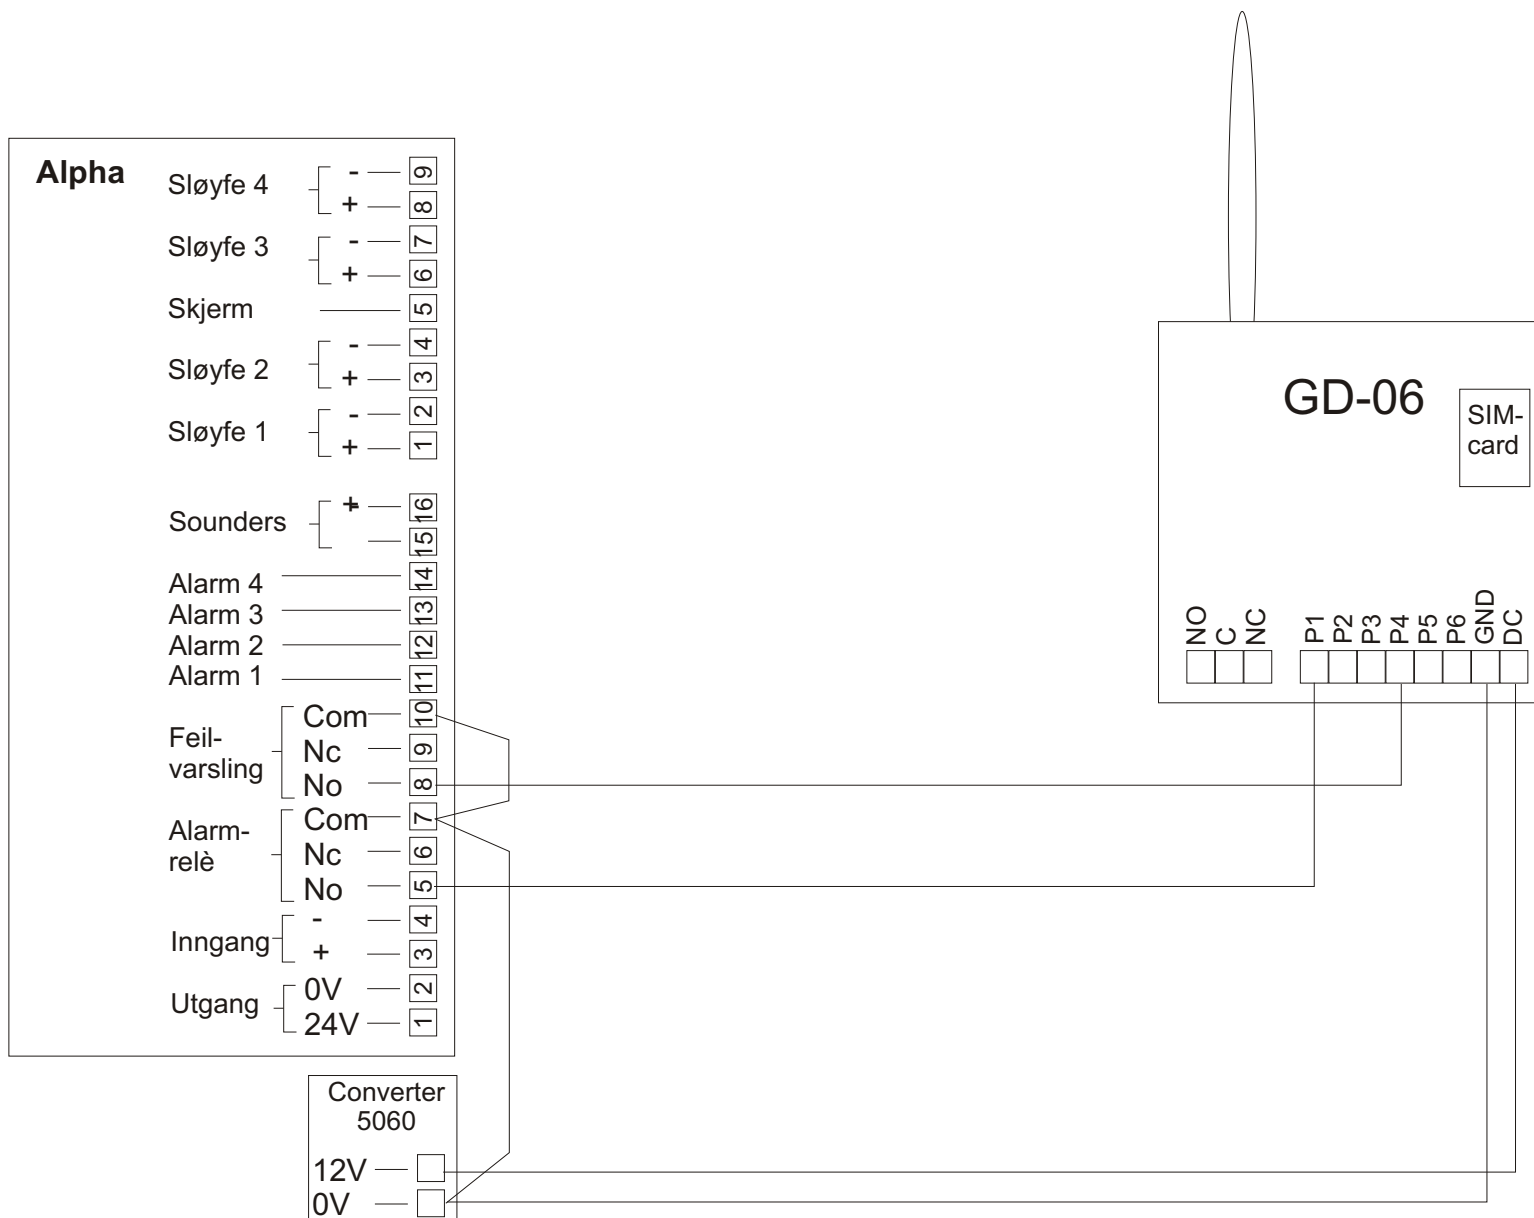 Alpha
Sløyfe 4 - 9
+ 8
Sløyfe 3 - 7
+ 6
Skjerm 5
Sløyfe 2 - 4
+ 3
Sløyfe 1 - 2
+ 1
Sounders + - 16
15
Alarm 4 14
Alarm 3 13
Alarm 2 12
Alarm 1 11
Feil-
varsling
Com 10
Nc 9
No 8
Alarm-
relè
Com 7
Nc 6
No 5
Inngang
- 4
+ 3
Utgang
0V 2
24V 1
Converter
5060
12V
0V
GD-06
SIM-
card
NO C NC P1 P2 P3 P4 P5 P6 GND DC